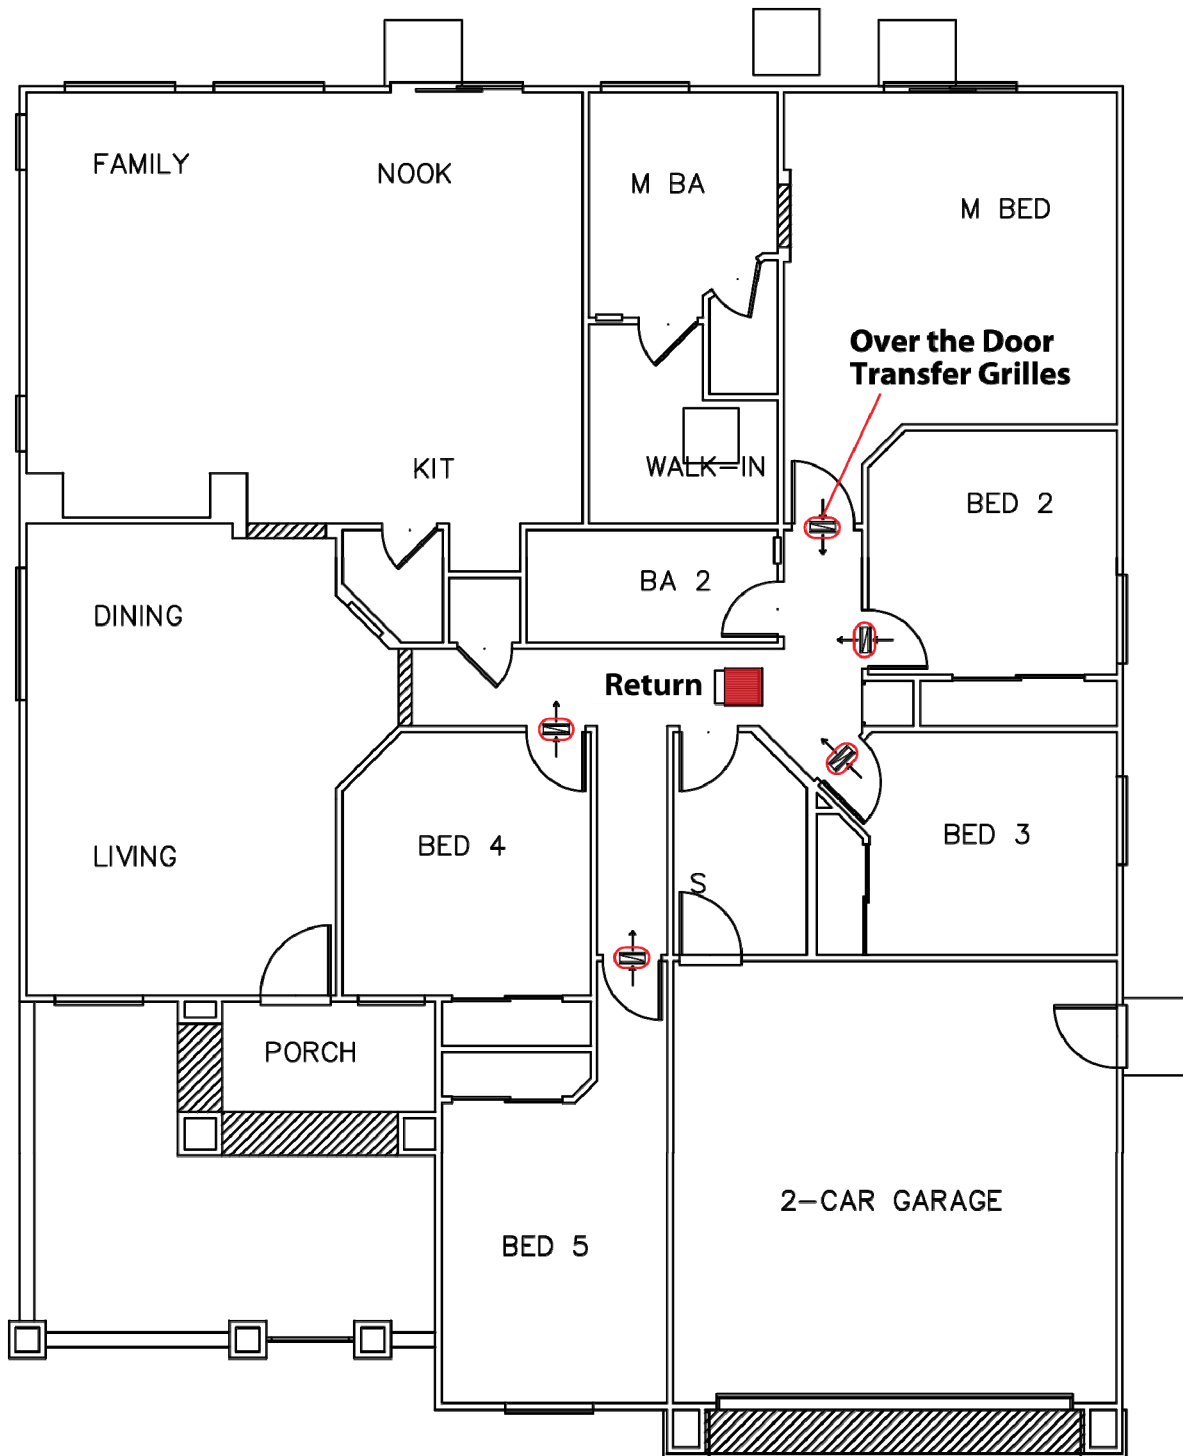 FAMILY
NOOK
M BA
M BED
Over the Door
Transfer Grilles
KIT
WALK-IN
BED 2
BA 2
DINING
Return
BED 4
BED 3
LIVING
S
PORCH
2-CAR GARAGE
BED 5